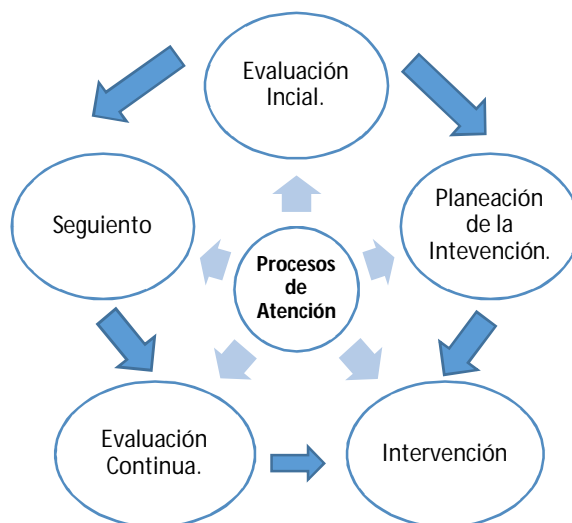 Evaluación
Incial.
Seguiento
Planeación
de la
Intevención.
Procesos
de
Atención
Evaluación
Continua.
Intervención